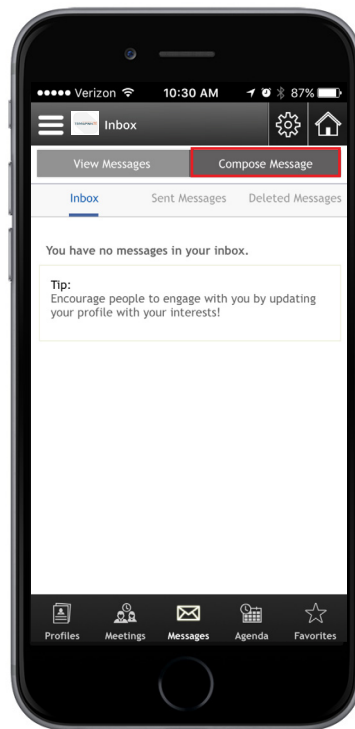 Verizon 10:30 AM 87%
Inbox
View Messages Compose Message
Inbox Sent Messages Deleted Messages
You have no messages in your inbox.
Tip:
Encourage people to engage with you by updating
your profile with your interests!
Profiles Meetings Messages Agenda Favorites